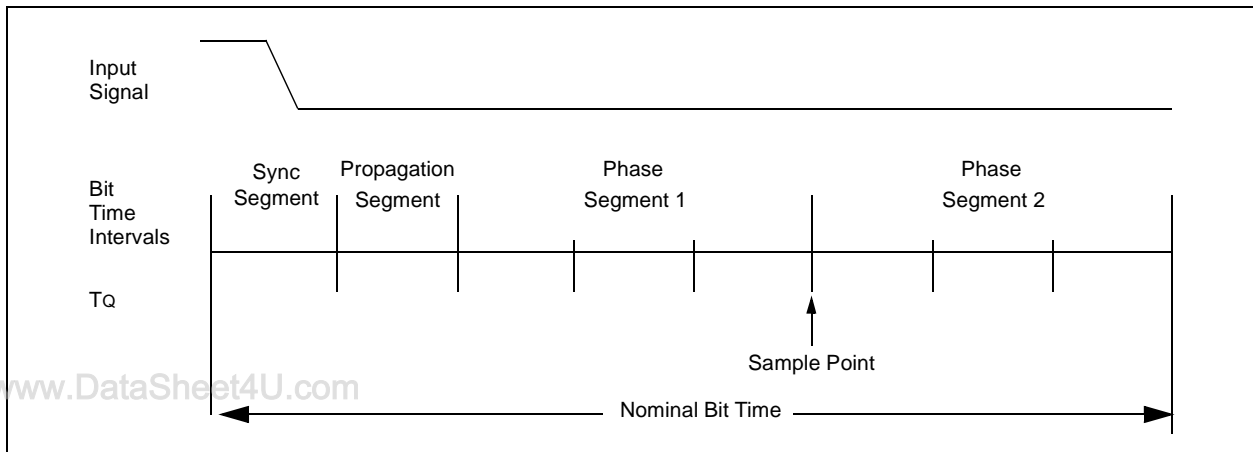 Input
Signal
Sync
Segment
Propagation
Segment
Phase
Segment 1
Phase
Segment 2
Bit
Time
Intervals
TQ
Sample Point
www.DataSheet4U.com
Nominal Bit Time